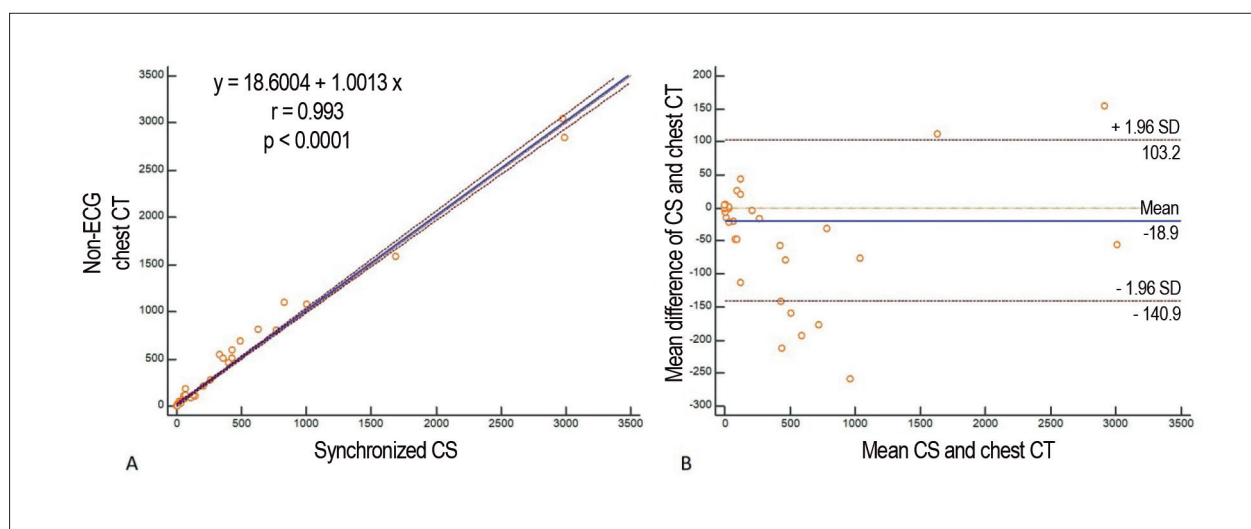 y = 18.6004 + 1.0013 x
r = 0.993
p < 0.0001
3500
3000
2500
2000
1500
1000
500
0
Non-ECG
chest CT
0 500 1000 1500 2000 2500 3000 3500
Synchronized CS
A
200
150
100
50
0
-50
-100
-150
-200
-250
-300
Mean difference of CS and chest CT
+ 1.96 SD
103.2
Mean
-18.9
- 1.96 SD
- 140.9
0 500 1000 1500 2000 2500 3000 3500
Mean CS and chest CT
B